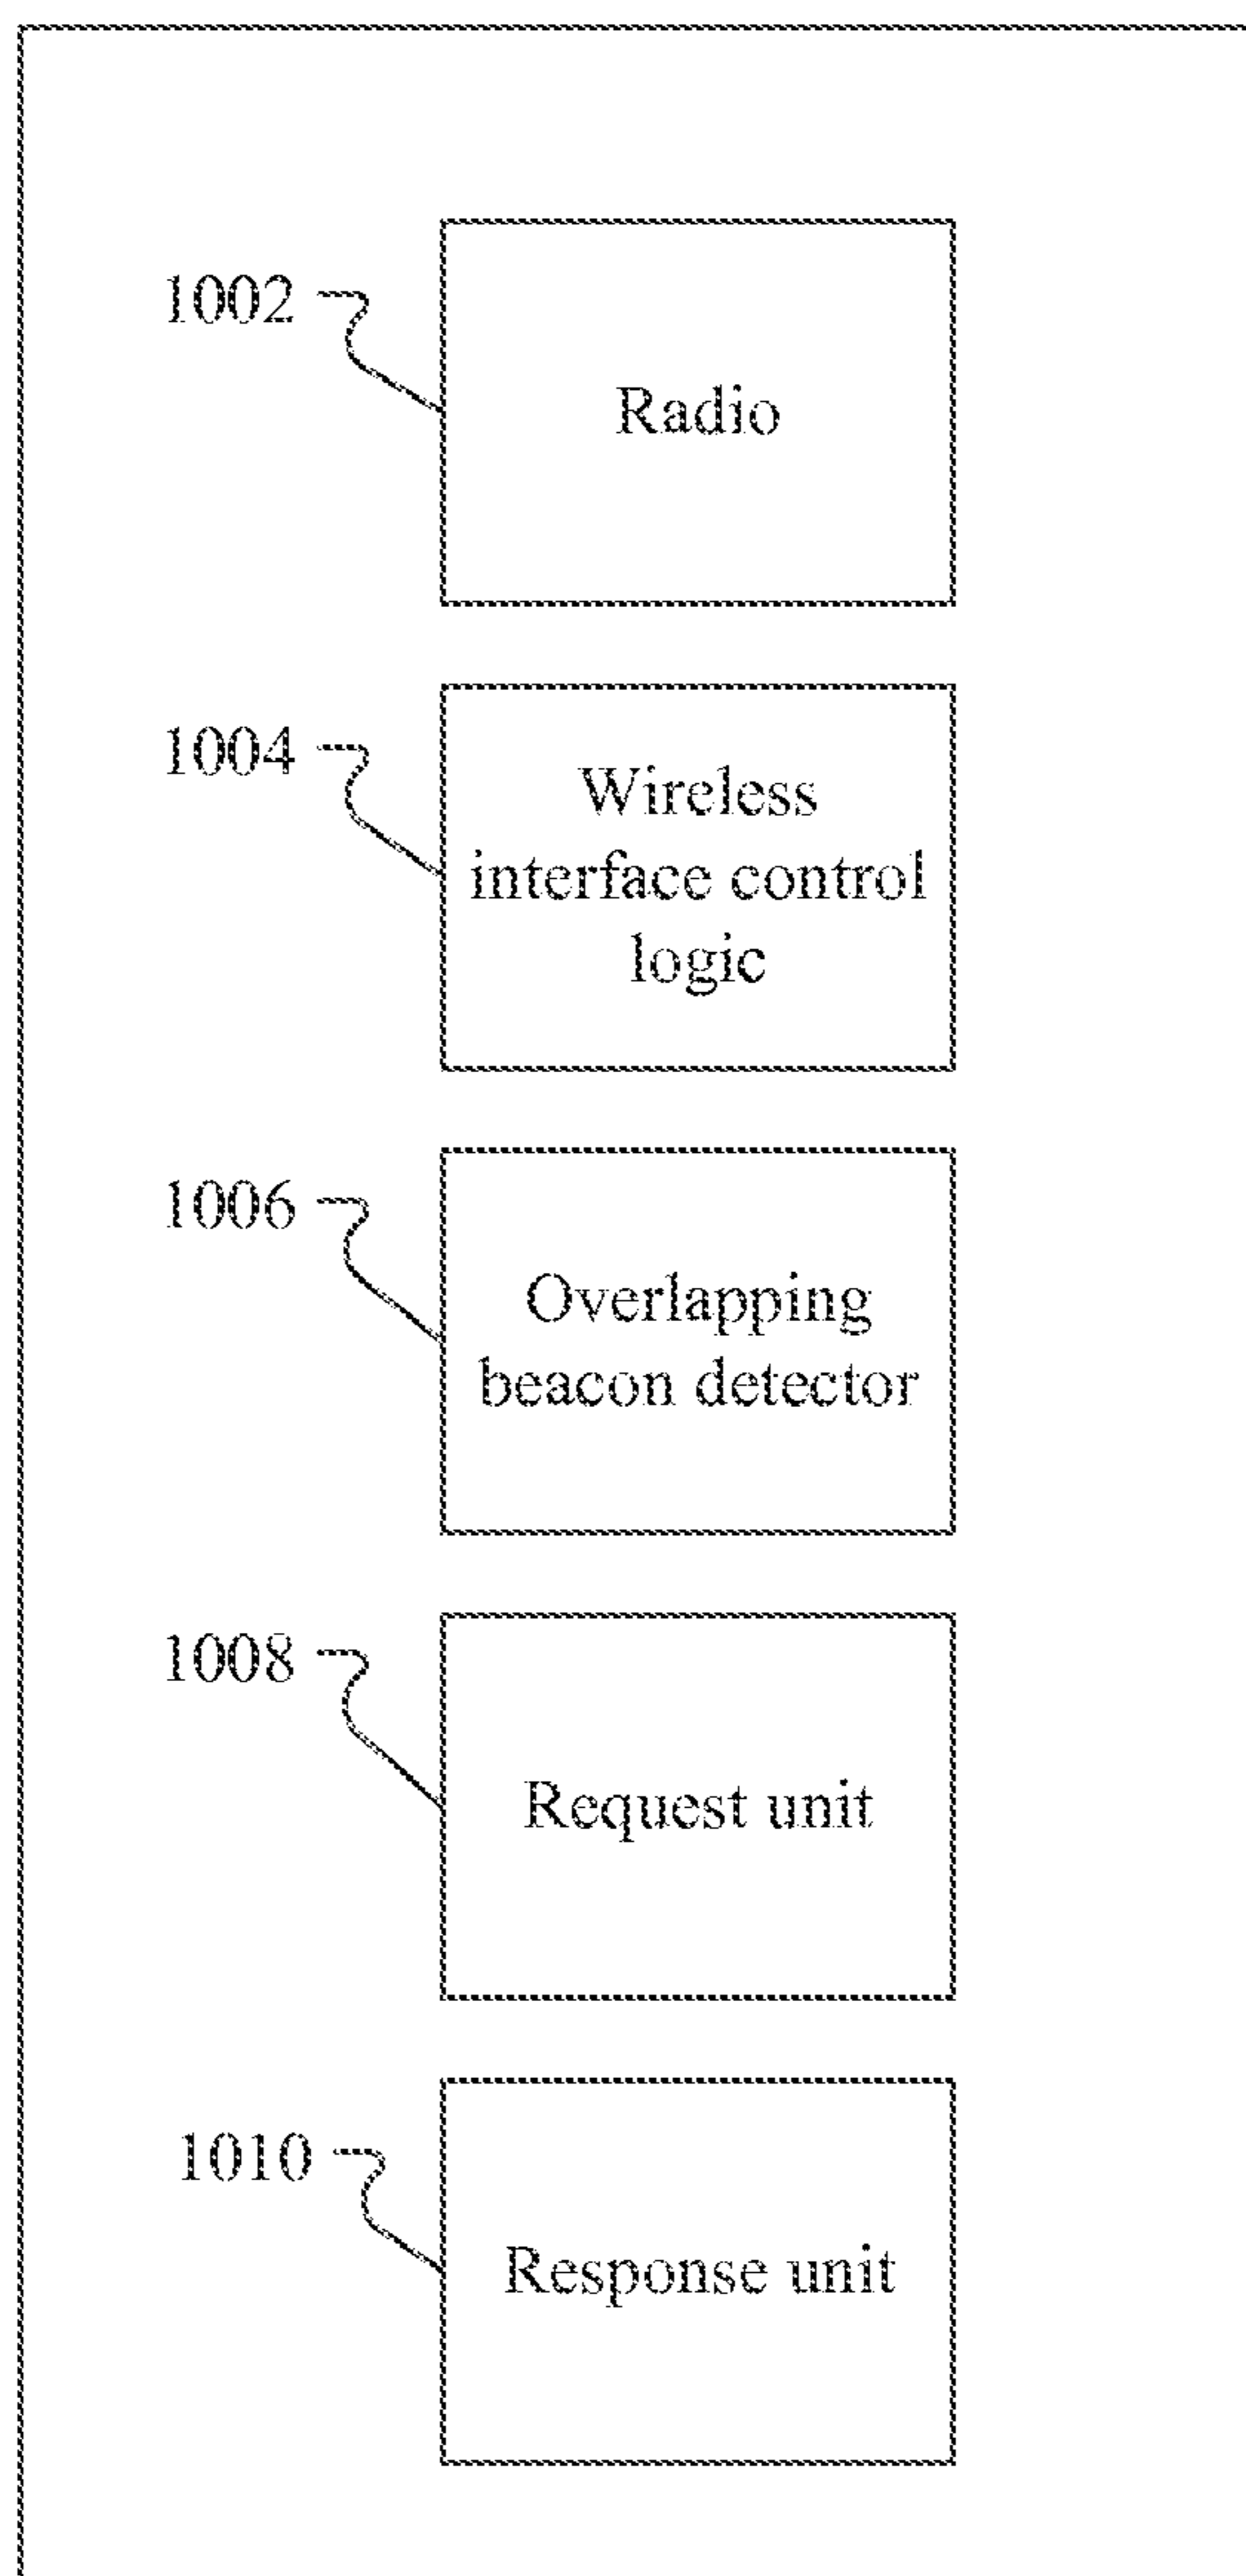 1002
Radio
1004
Wireless
interface control
logic
1006
Overlapping
beacon detector
1008
Request unit
1010
Response unit